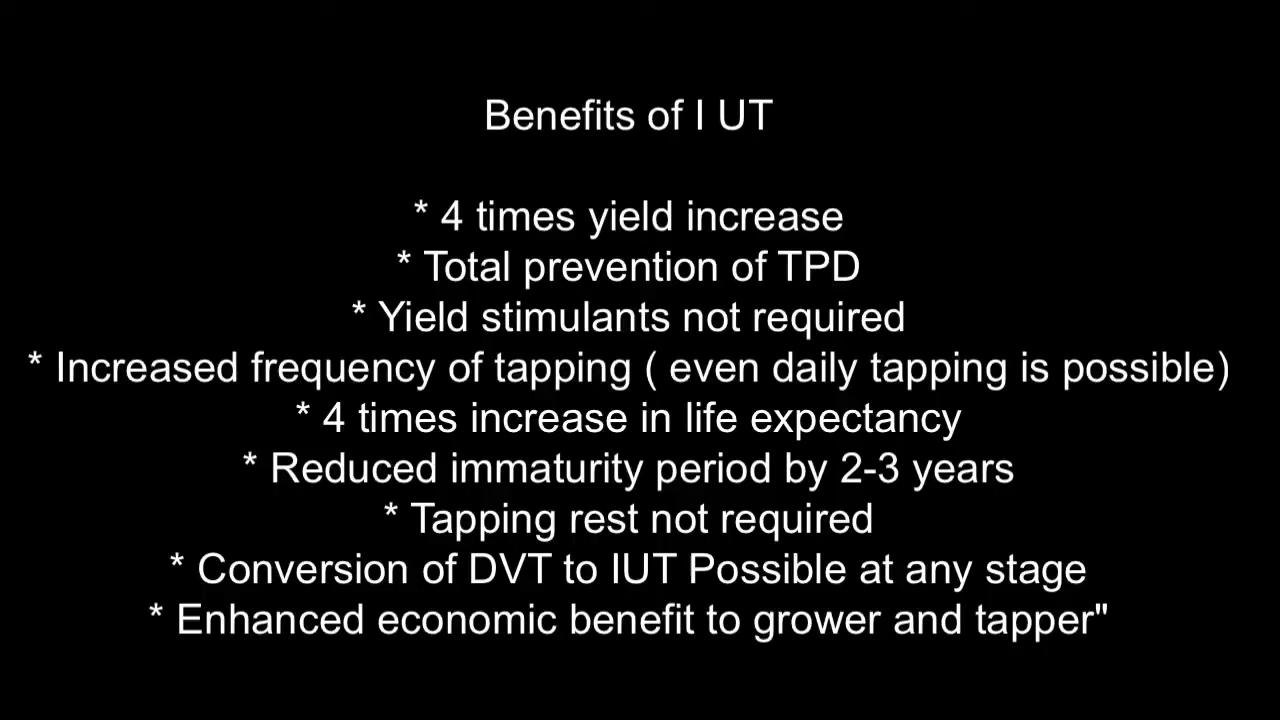 Benefits of I UT
* 4 times yield increase
* Total prevention of TPD
* Yield stimulants not required
* Increased frequency of tapping ( even daily tapping is possible)
* 4 times increase in life expectancy
* Reduced immaturity period by 2-3 years
* Tapping rest not required
* Conversion of DVT to IUT Possible at any stage
* Enhanced economic benefit to grower and tapper"